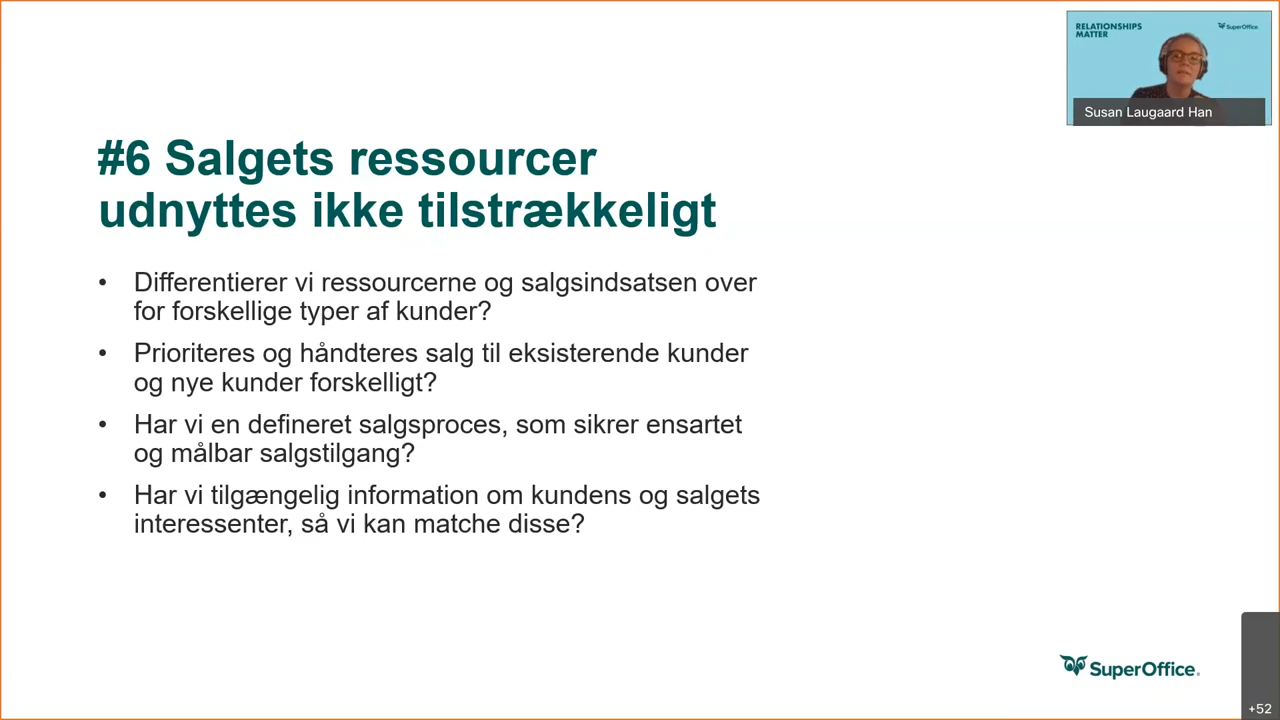 RELATIONSHIPS
MATTER
SuperOffice
Susan Laugaard Han
#6 Salgets ressourcer
udnyttes ikke tilstrækkeligt
• Differentierer vi ressourcerne og salgsindsatsen over
for forskellige typer af kunder?
• Prioriteres og håndteres salg til eksisterende kunder
og nye kunder forskelligt?
• Har vi en defineret salgsproces, som sikrer ensartet
og målbar salgstilgang?
• Har vi tilgængelig information om kundens og salgets
interessenter, så vi kan matche disse?
SuperOffice.
+52